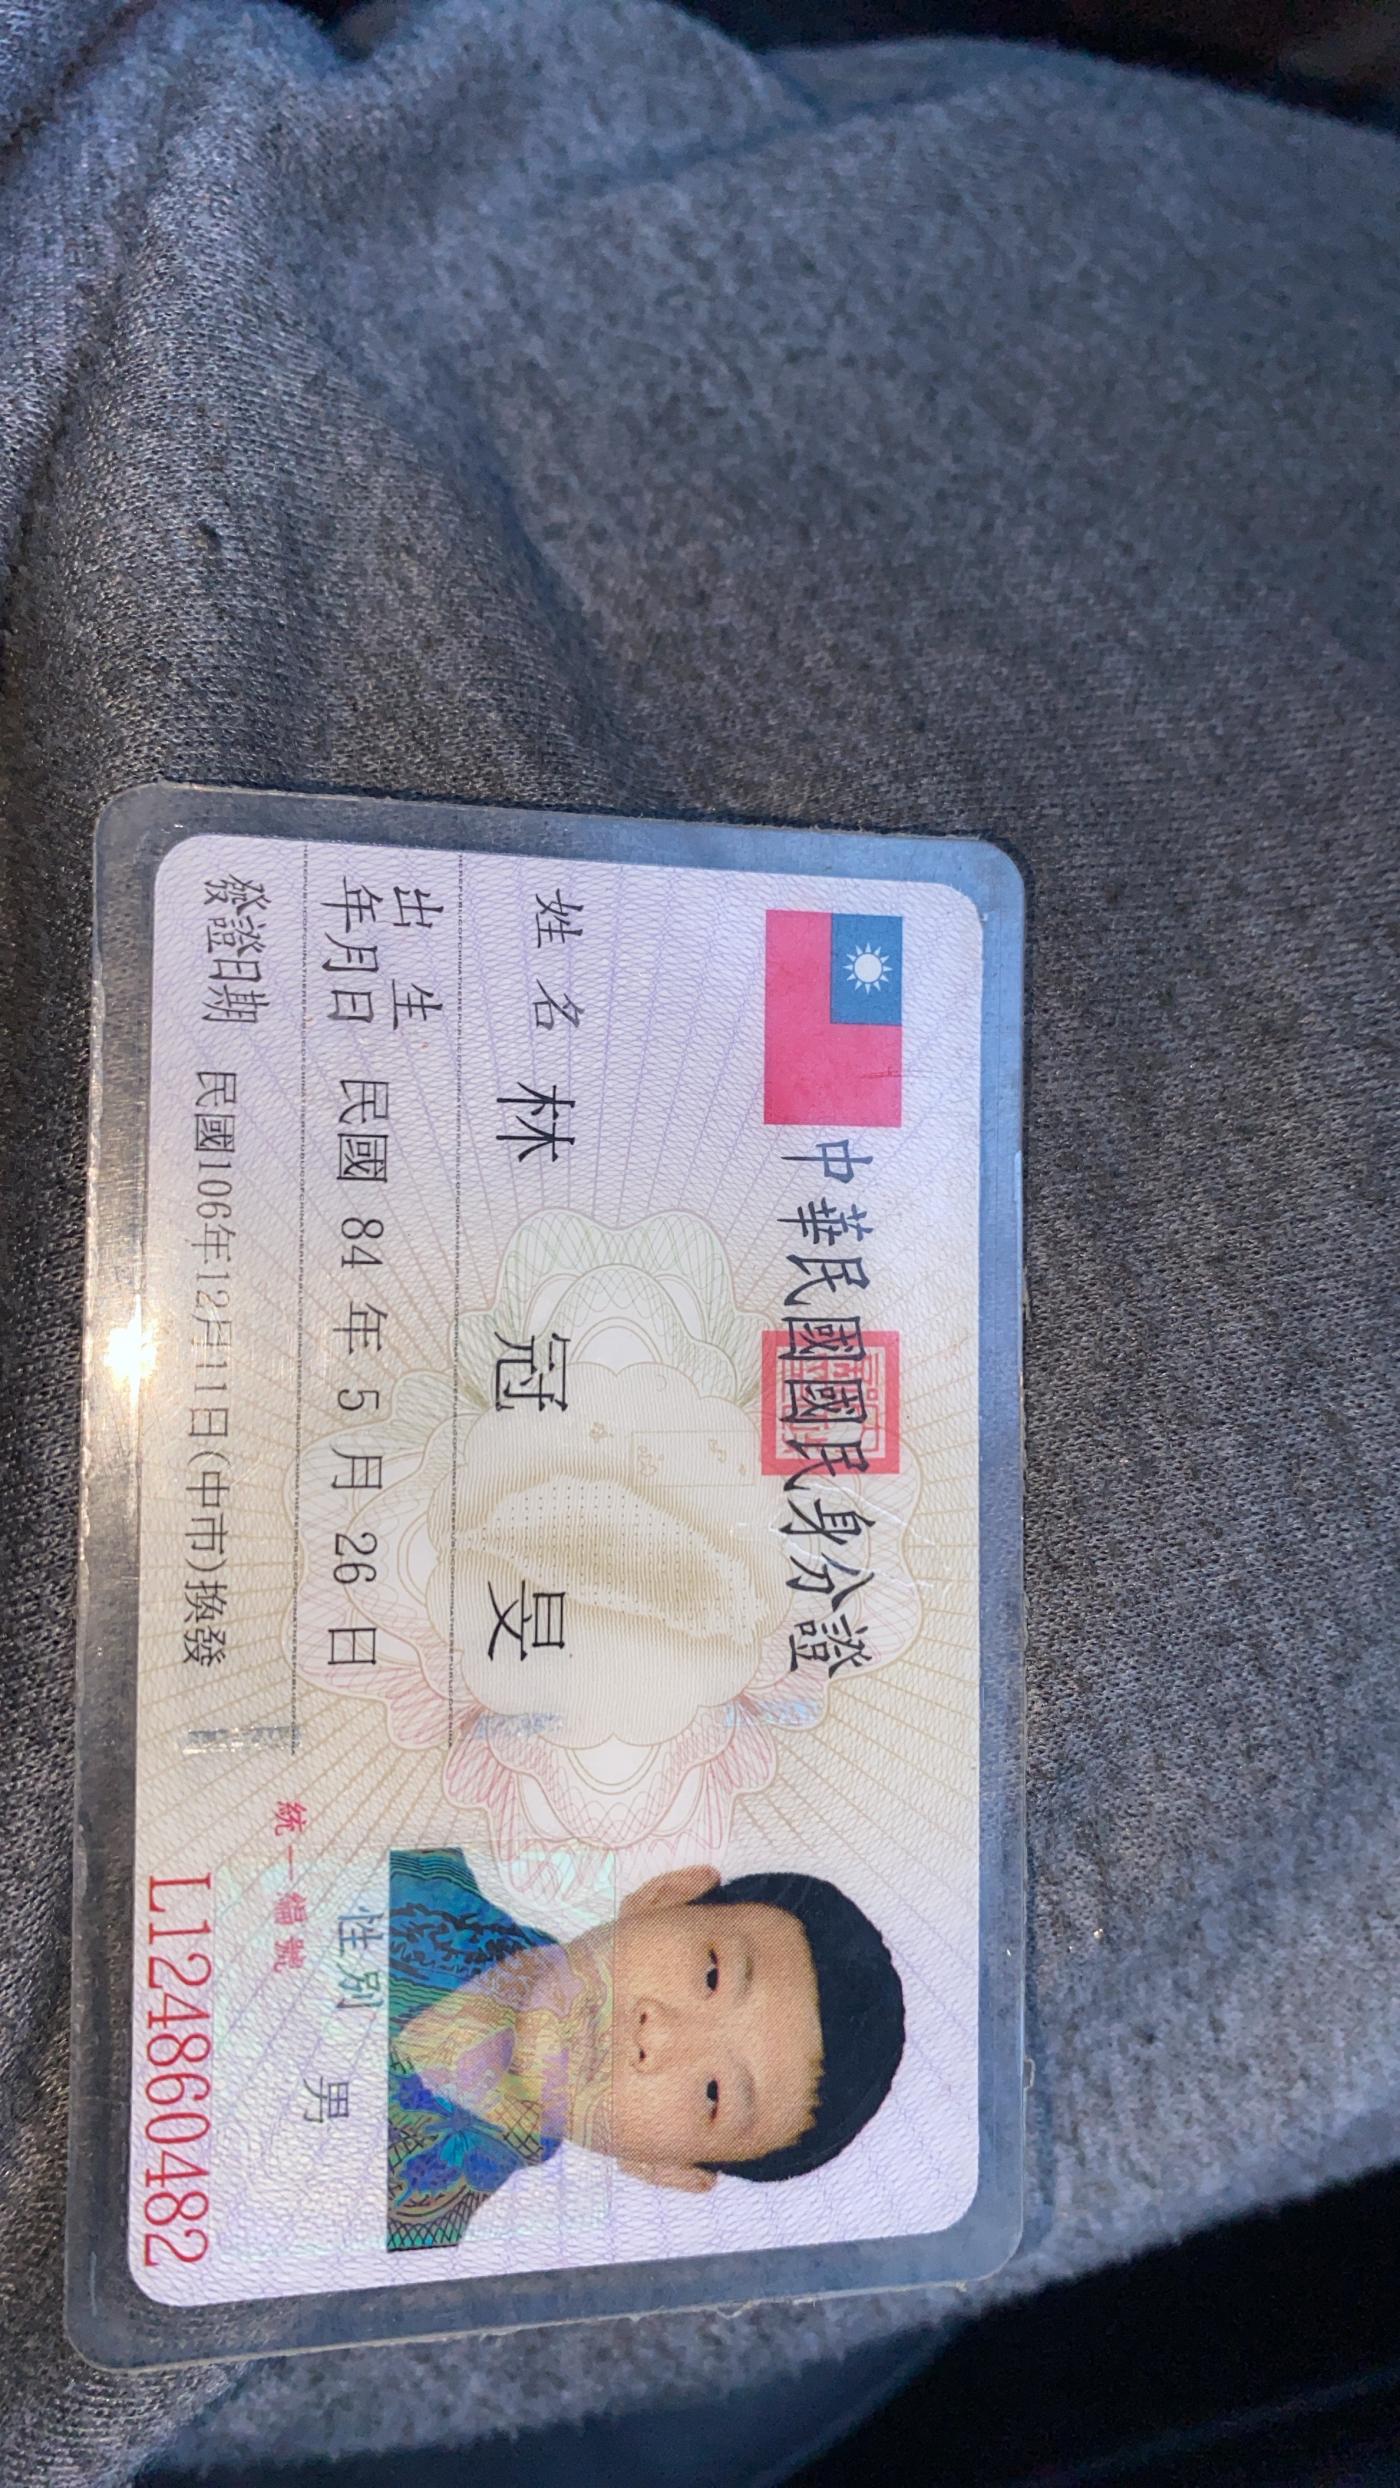 中華民國國民身分證
姓名 林冠旻
出生
年月日 民國 84 年 5 月 26 日
發證日期 民國106年12月11日(中市)換發
性別 男
統一編號
L124860482